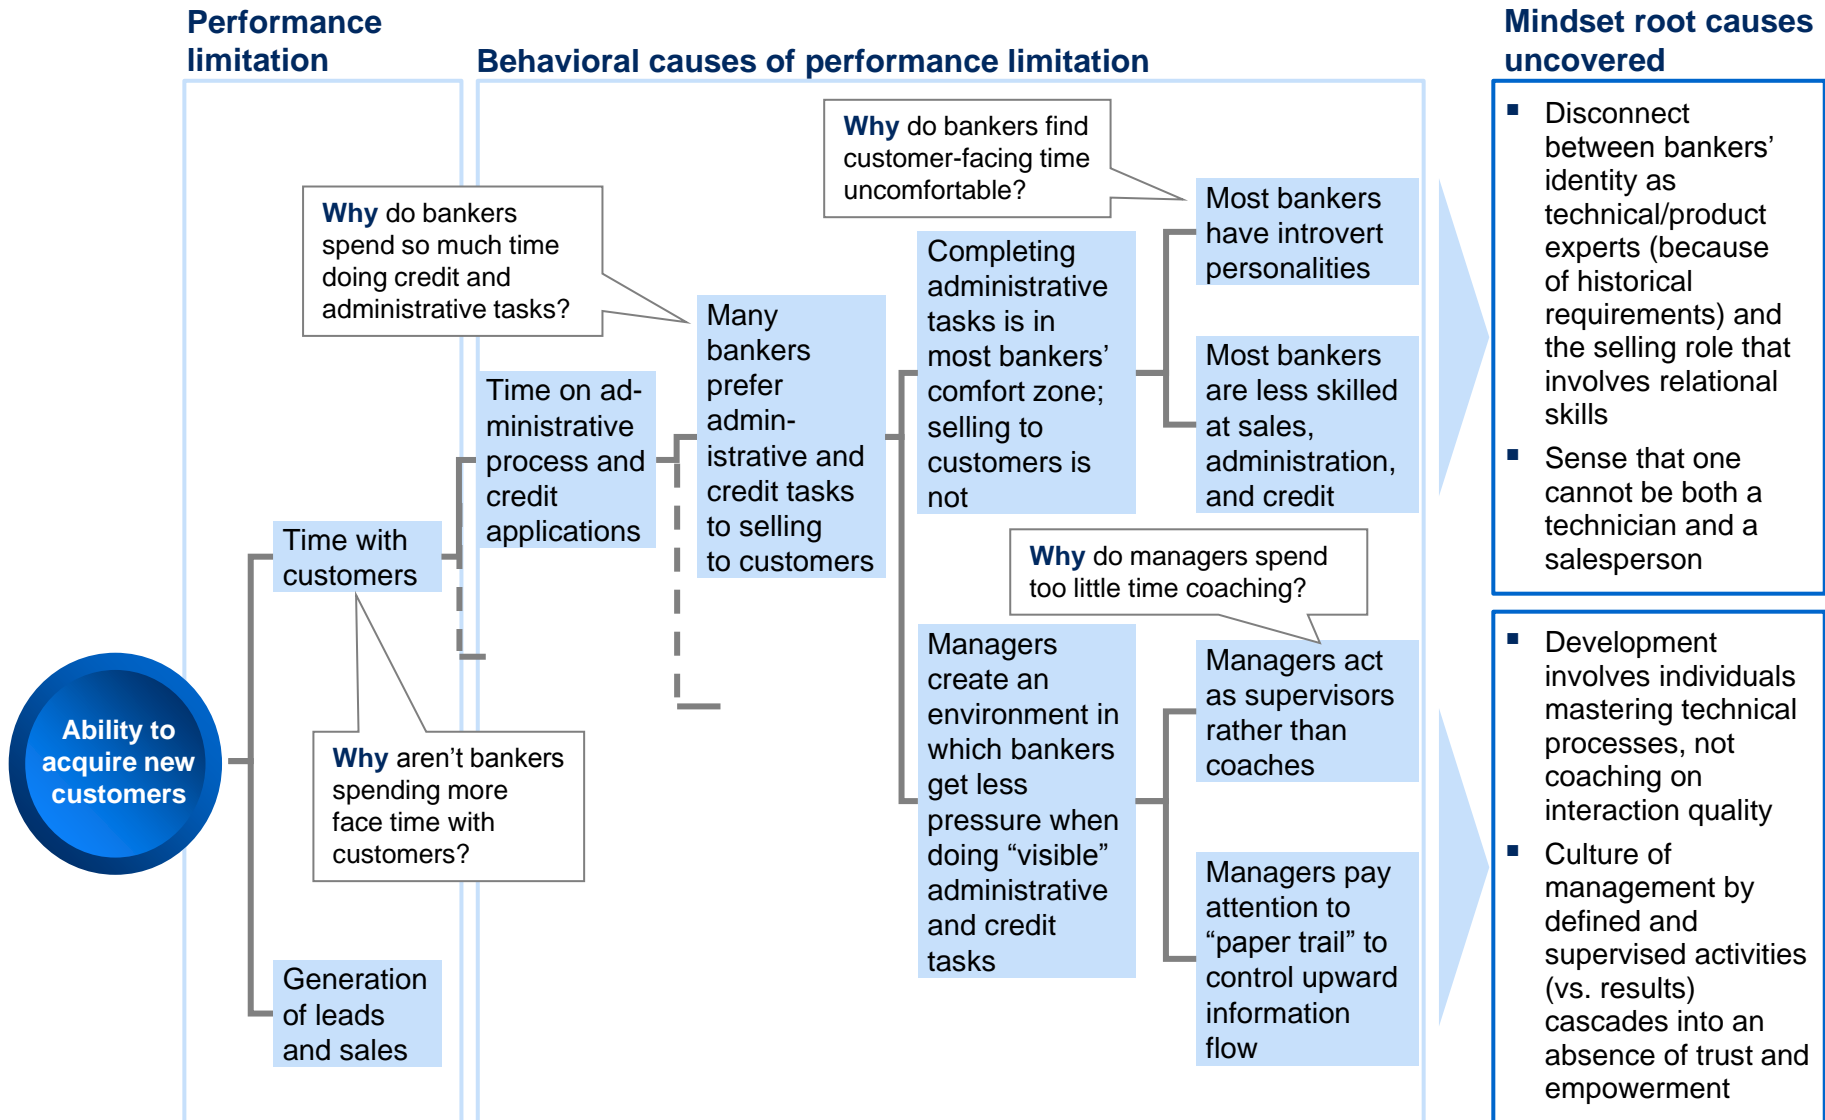 Performance
limitation
Behavioral causes of performance limitation
Mindset root causes
uncovered
Ability to
acquire new
customers
Time with
customers
Generation
of leads
and sales
Why aren’t bankers
spending more
face time with
customers?
Why do bankers
spend so much time
doing credit and
administrative tasks?
Time on ad-
ministrative
process and
credit
applications
Many
bankers
prefer
admin-
istrative and
credit tasks
to selling
to customers
Why do bankers find
customer-facing time
uncomfortable?
Completing
administrative
tasks is in
most bankers’
comfort zone;
selling to
customers is
not
Managers
create an
environment in
which bankers
get less
pressure when
doing “visible”
administrative
and credit
tasks
Most bankers
have introvert
personalities
Most bankers
are less skilled
at sales,
administration,
and credit
Why do managers spend
too little time coaching?
Managers act
as supervisors
rather than
coaches
Managers pay
attention to
“paper trail” to
control upward
information
flow
▪ Disconnect
between bankers’
identity as
technical/product
experts (because
of historical
requirements) and
the selling role that
involves relational
skills
▪ Sense that one
cannot be both a
technician and a
salesperson
▪ Development
involves individuals
mastering technical
processes, not
coaching on
interaction quality
▪ Culture of
management by
defined and
supervised activities
(vs. results)
cascades into an
absence of trust and
empowerment